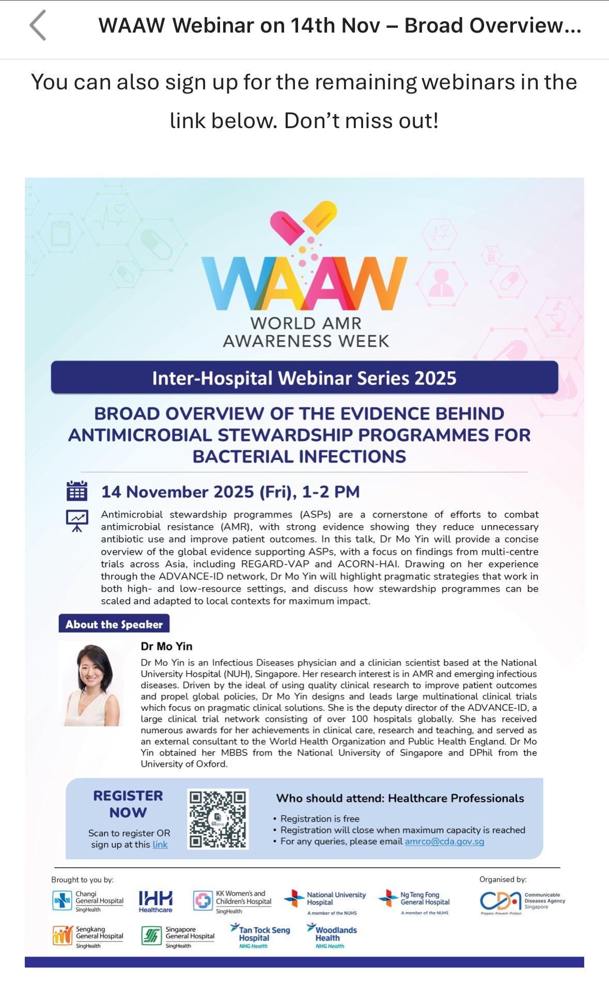 WAAW Webinar on 14th Nov – Broad Overview...
You can also sign up for the remaining webinars in the
link below. Don't miss out!
WAAW
WORLD AMR
AWARENESS WEEK
Inter-Hospital Webinar Series 2025
BROAD OVERVIEW OF THE EVIDENCE BEHIND
ANTIMICROBIAL STEWARDSHIP PROGRAMMES FOR
BACTERIAL INFECTIONS
14 November 2025 (Fri), 1-2 PM
Antimicrobial stewardship programmes (ASPs) are a cornerstone of efforts to combat
antimicrobial resistance (AMR), with strong evidence showing they reduce unnecessary
antibiotic use and improve patient outcomes. In this talk, Dr Mo Yin will provide a concise
overview of the global evidence supporting ASPs, with a focus on findings from multi-centre
trials across Asia, including REGARD-VAP and ACORN-HAI. Drawing on her experience
through the ADVANCE-ID network, Dr Mo Yin will highlight pragmatic strategies that work in
both high- and low-resource settings, and discuss how stewardship programmes can be
scaled and adapted to local contexts for maximum impact.
About the Speaker
Dr Mo Yin
Dr Mo Yin is an Infectious Diseases physician and a clinician scientist based at the National
University Hospital (NUH), Singapore. Her research interest is in AMR and emerging infectious
diseases. Driven by the ideal of using quality clinical research to improve patient outcomes
and propel global policies, Dr Mo Yin designs and leads large multinational clinical trials
which focus on pragmatic clinical solutions. She is the deputy director of the ADVANCE-ID, a
large clinical trial network consisting of over 100 hospitals globally. She has received
numerous awards for her achievements in clinical care, research and teaching, and served as
an external consultant to the World Health Organization and Public Health England. Dr Mo
Yin obtained her MBBS from the National University of Singapore and DPhil from the
University of Oxford.
REGISTER
NOW
Scan to register OR
sign up at this link
GOgov.sg
Who should attend: Healthcare Professionals
• Registration is free
• Registration will close when maximum capacity is reached
• For any queries, please email amrco@cda.gov.sg
Brought to you by:
Organised by:
Changi
General Hospital
SingHealth
IHH
Healthcare
KK Women's and
Children's Hospital
SingHealth
National University
Hospital
A member of the NUHS
Ng Teng Fong
General Hospital
A member of the NUHS
CDA
Communicable
Diseases Agency
Singapore
Prepare•Prevent•Protect
Sengkang
General Hospital
SingHealth
Singapore
General Hospital
SingHealth
Tan Tock Seng
Hospital
NHG Health
Woodlands
Health
NHG Health